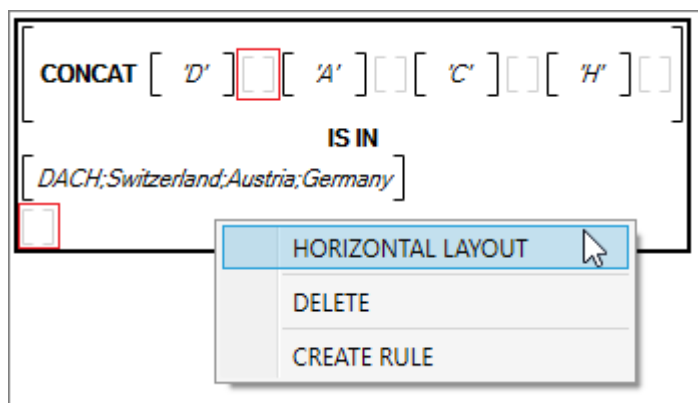 CONCAT [ 'D' ] [ ] [ 'A' ] [ ] [ 'C' ] [ ] [ 'H' ] [ ]
IS IN
[ DACH;Switzerland;Austria;Germany ]
[ ]
HORIZONTAL LAYOUT
DELETE
CREATE RULE